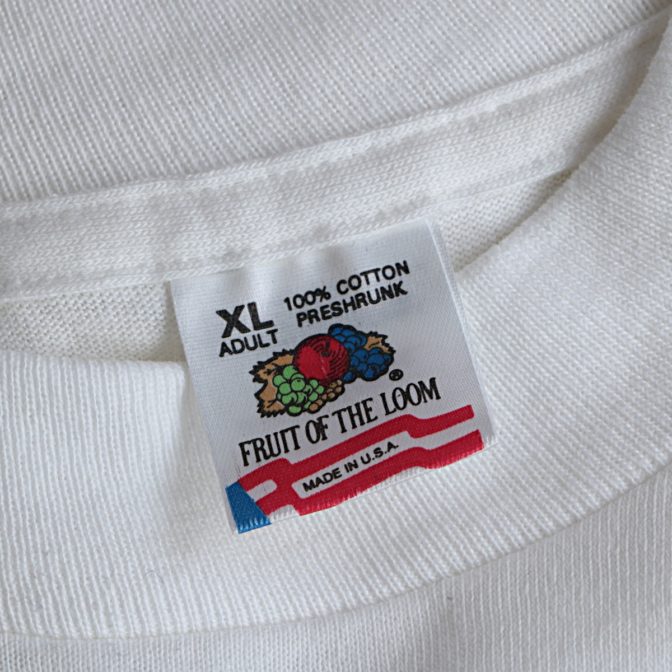 XL 100% COTTON
ADULT PRESHRUNK
®
FRUIT OF THE LOOM
MADE IN U.S.A.